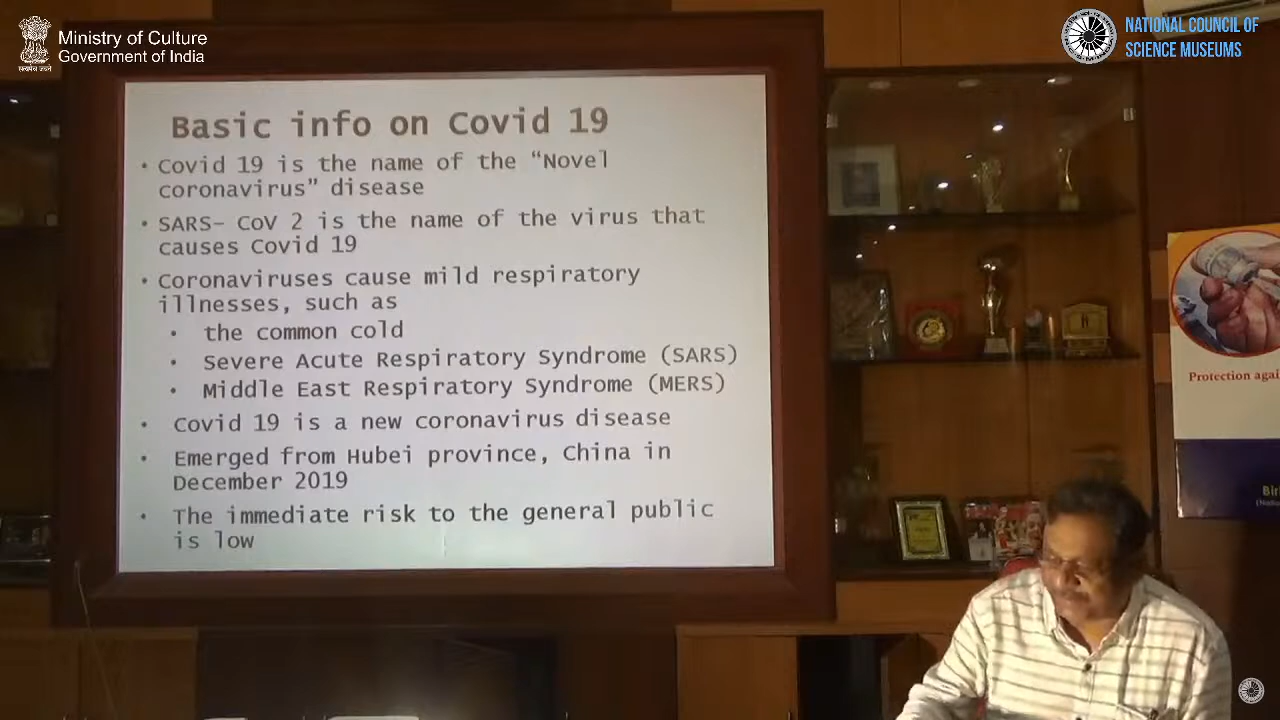 Ministry of Culture
Government of India
NATIONAL COUNCIL OF
SCIENCE MUSEUMS
Basic info on Covid 19
• Covid 19 is the name of the “Novel
coronavirus” disease
• SARS– CoV 2 is the name of the virus that
causes Covid 19
• Coronaviruses cause mild respiratory
illnesses, such as
• the common cold
• Severe Acute Respiratory Syndrome (SARS)
• Middle East Respiratory Syndrome (MERS)
• Covid 19 is a new coronavirus disease
• Emerged from Hubei province, China in
December 2019
• The immediate risk to the general public
is low
Protection agai